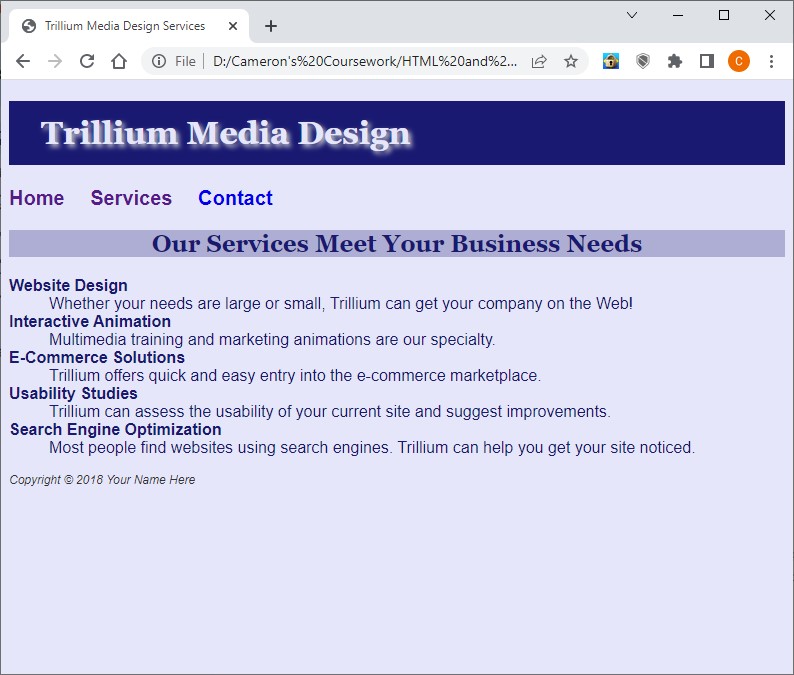 Trillium Media Design Services
File D:/Cameron's%20Coursework/HTML%20and%2...
C
Trillium Media Design
Home Services Contact
Our Services Meet Your Business Needs
Website Design
Whether your needs are large or small, Trillium can get your company on the Web!
Interactive Animation
Multimedia training and marketing animations are our specialty.
E-Commerce Solutions
Trillium offers quick and easy entry into the e-commerce marketplace.
Usability Studies
Trillium can assess the usability of your current site and suggest improvements.
Search Engine Optimization
Most people find websites using search engines. Trillium can help you get your site noticed.
Copyright © 2018 Your Name Here